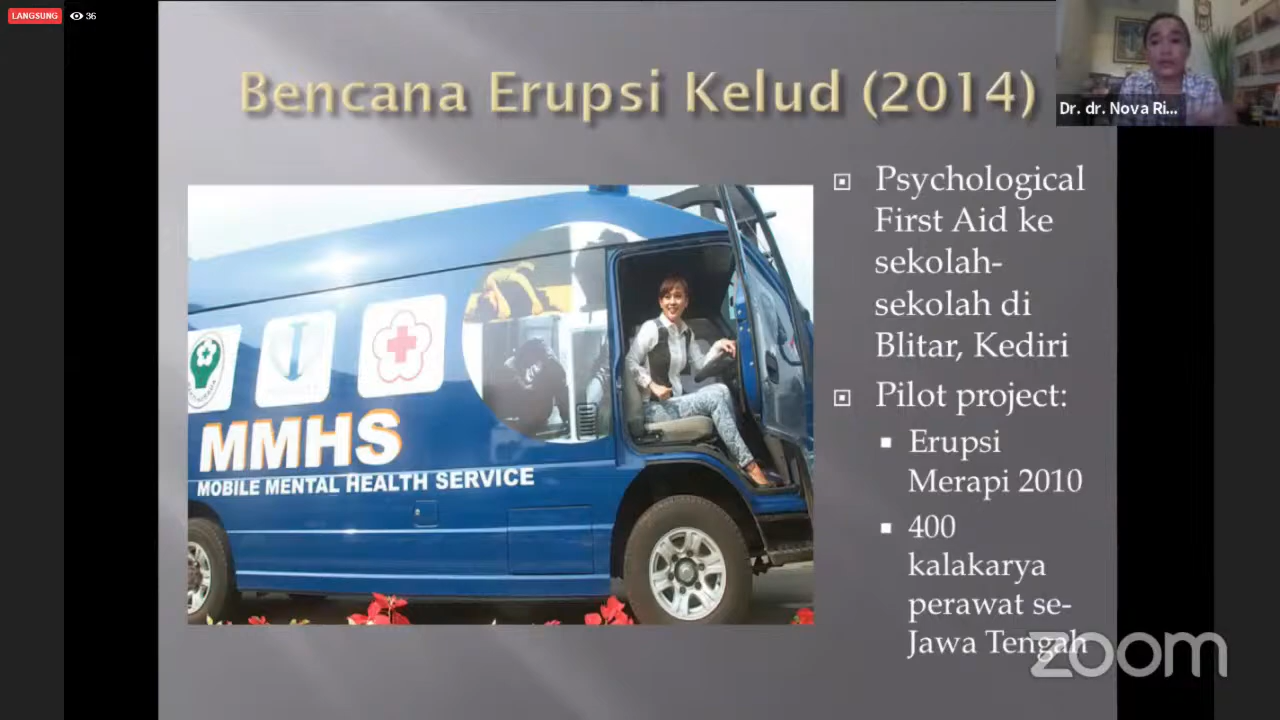 LANGSUNG 36
Bencana Erupsi Kelud (2014)
Dr. dr. Nova Ri...
Psychological
First Aid ke
sekolah-
sekolah di
Blitar, Kediri
Pilot project:
Erupsi
Merapi 2010
400
kalakarya
perawat se-
Jawa Tengah
MMHS
MOBILE MENTAL HEALTH SERVICE
zoom